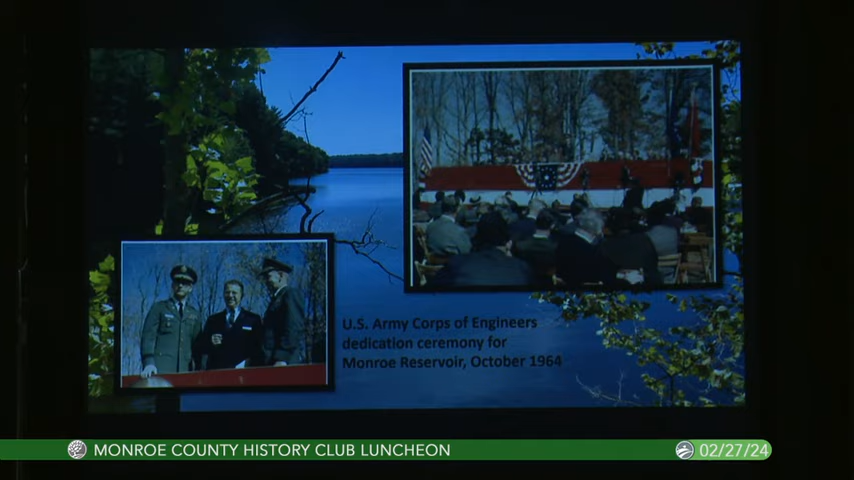 U.S. Army Corps of Engineers
dedication ceremony for
Monroe Reservoir, October 1964
MONROE COUNTY HISTORY CLUB LUNCHEON
02/27/24